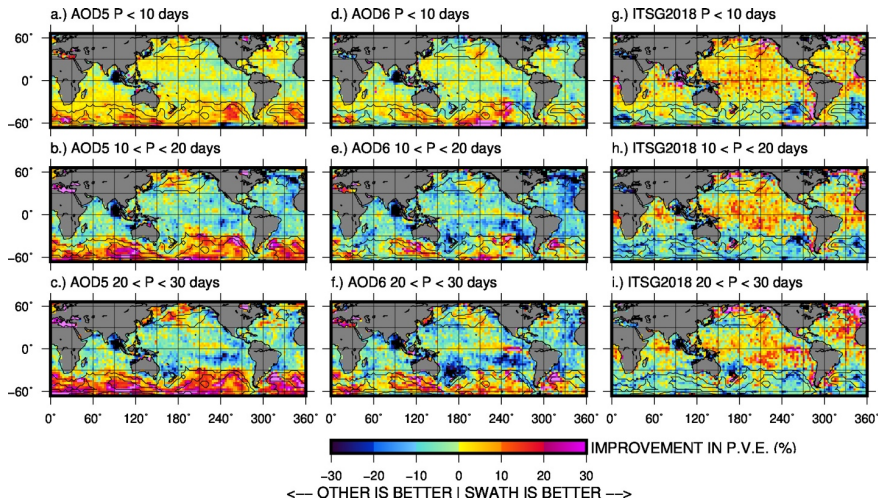 a.) AOD5 P < 10 days
d.) AOD6 P < 10 days
g.) ITSG2018 P < 10 days
60°
0°
−60°
b.) AOD5 10 < P < 20 days
e.) AOD6 10 < P < 20 days
h.) ITSG2018 10 < P < 20 days
60°
0°
−60°
c.) AOD5 20 < P < 30 days
f.) AOD6 20 < P < 30 days
i.) ITSG2018 20 < P < 30 days
60°
0°
−60°
0° 60° 120° 180° 240° 300° 360° 60° 120° 180° 240° 300° 0° 60° 120° 180° 240° 300° 360°
IMPROVEMENT IN P.V.E. (%)
−30 −20 −10 0 10 20 30
<−− OTHER IS BETTER | SWATH IS BETTER −−>